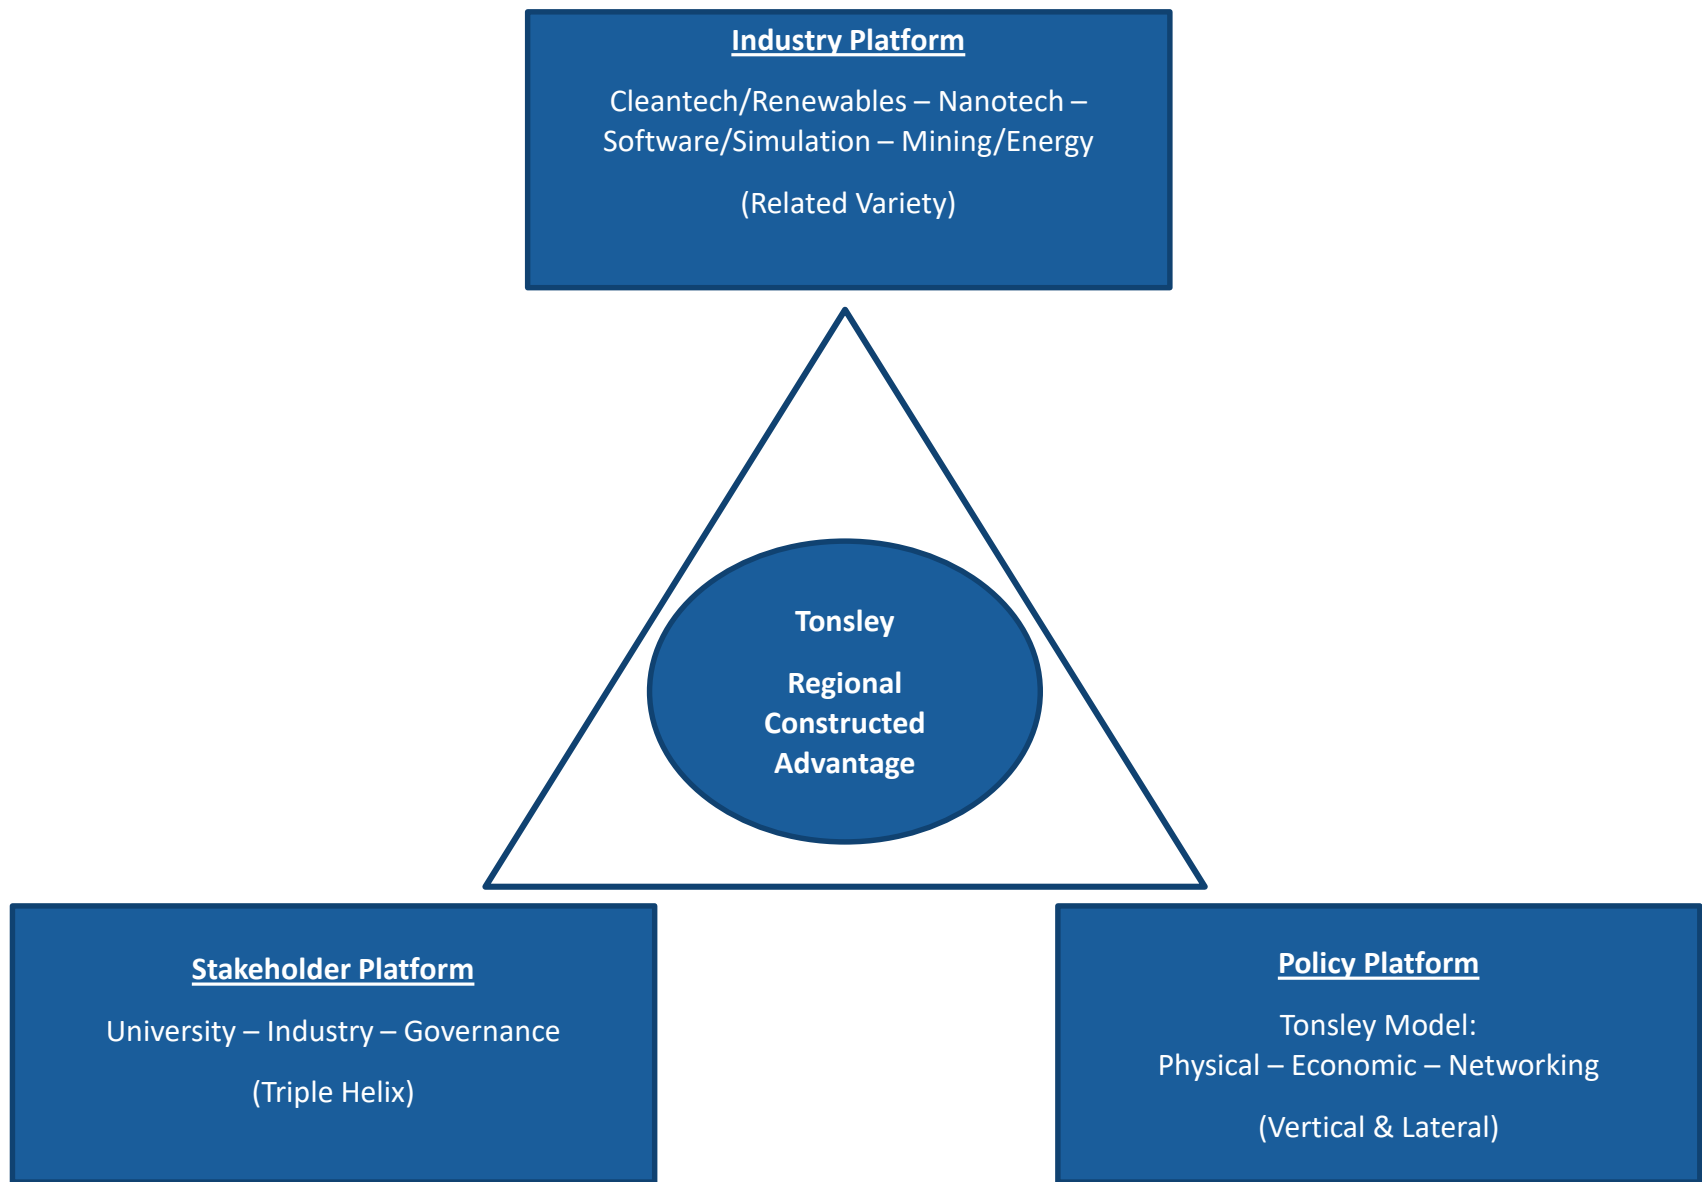 Industry Platform
Cleantech/Renewables – Nanotech –
Software/Simulation – Mining/Energy
(Related Variety)
Tonsley
Regional
Constructed
Advantage
Stakeholder Platform
University – Industry – Governance
(Triple Helix)
Policy Platform
Tonsley Model:
Physical – Economic – Networking
(Vertical & Lateral)